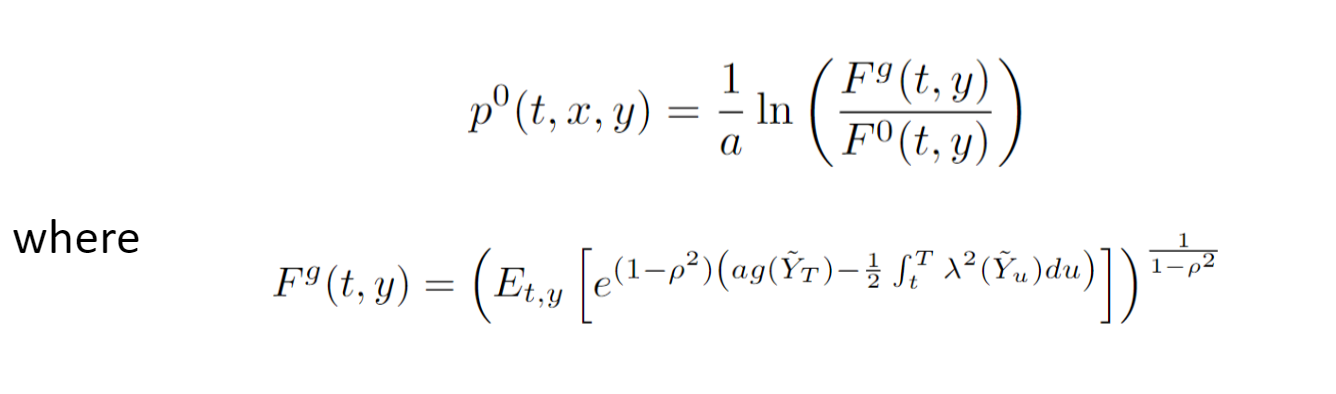 $p^0(t, x, y) = \frac{1}{a} \ln \left( \frac{F^g(t, y)}{F^0(t, y)} \right)$
where
$F^g(t, y) = \left( E_{t,y} \left[ e^{(1-\rho^2)\left(ag(\tilde{Y}_T) - \frac{1}{2} \int_t^T \lambda^2(\tilde{Y}_u) du\right)} \right] \right)^{\frac{1}{1-\rho^2}}$